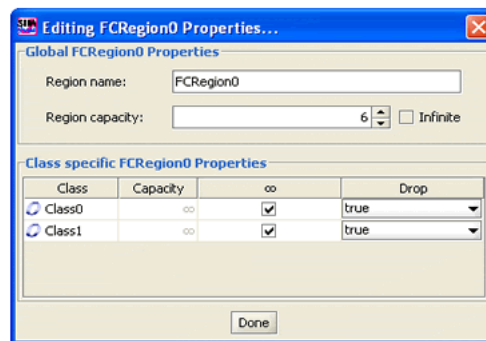 Editing FCRegion0 Properties...
Global FCRegion0 Properties
Region name: FCRegion0
Region capacity: 6 Infinite
Class specific FCRegion0 Properties
Class Capacity ∞ Drop
Class0 ∞ true
Class1 ∞ true
Done